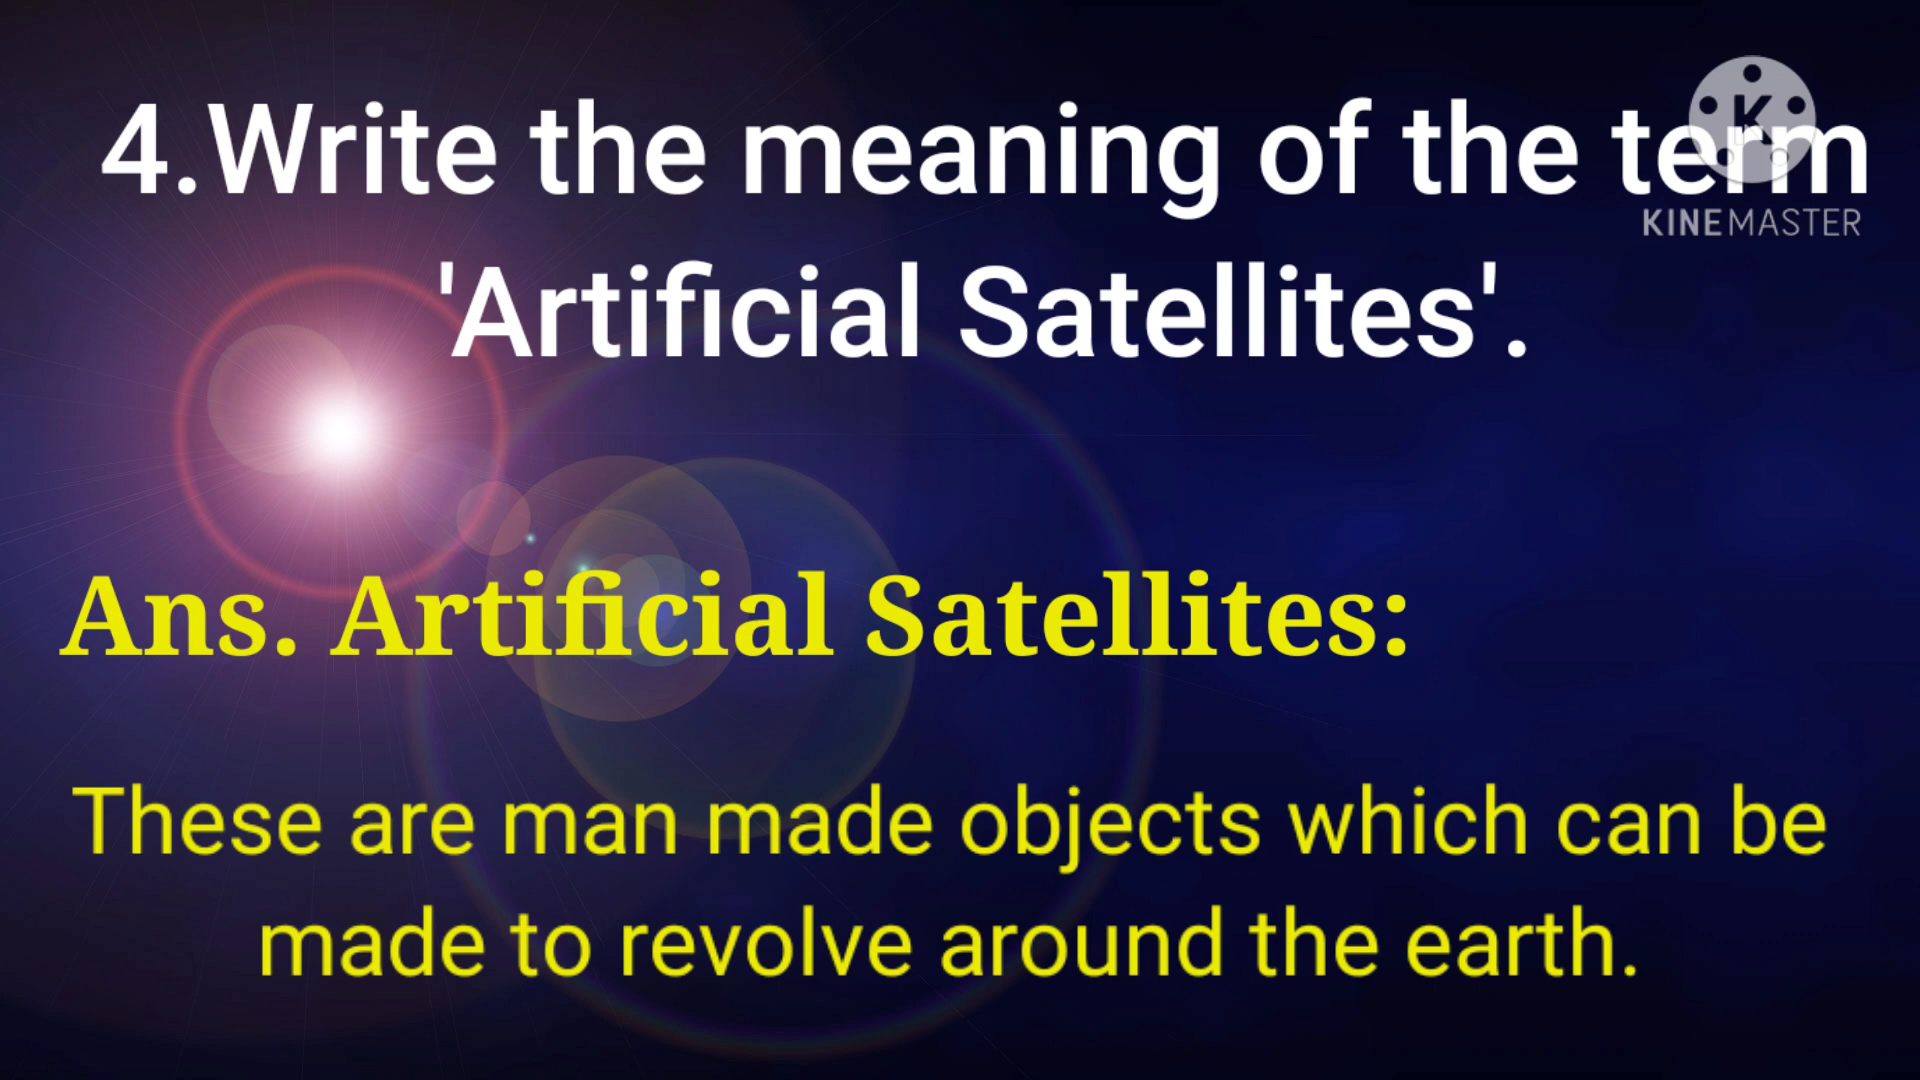 4.Write the meaning of the term
KINEMASTER
'Artificial Satellites'.
Ans. Artificial Satellites:
These are man made objects which can be
made to revolve around the earth.